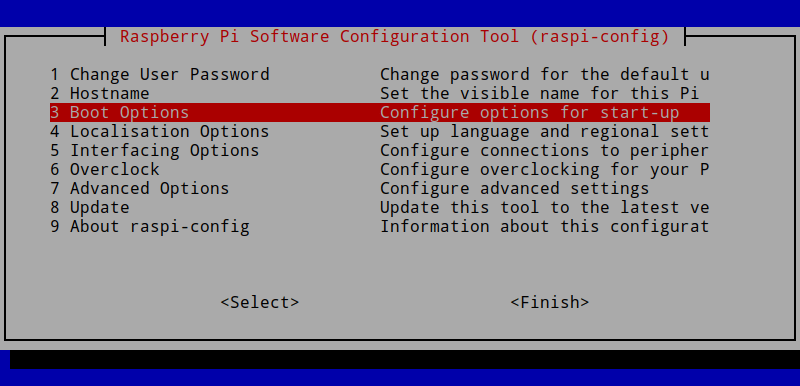 Raspberry Pi Software Configuration Tool (raspi-config)
1 Change User Password Change password for the default u
2 Hostname Set the visible name for this Pi
3 Boot Options Configure options for start-up
4 Localisation Options Set up language and regional sett
5 Interfacing Options Configure connections to peripher
6 Overclock Configure overclocking for your P
7 Advanced Options Configure advanced settings
8 Update Update this tool to the latest ve
9 About raspi-config Information about this configurat
<Select> <Finish>